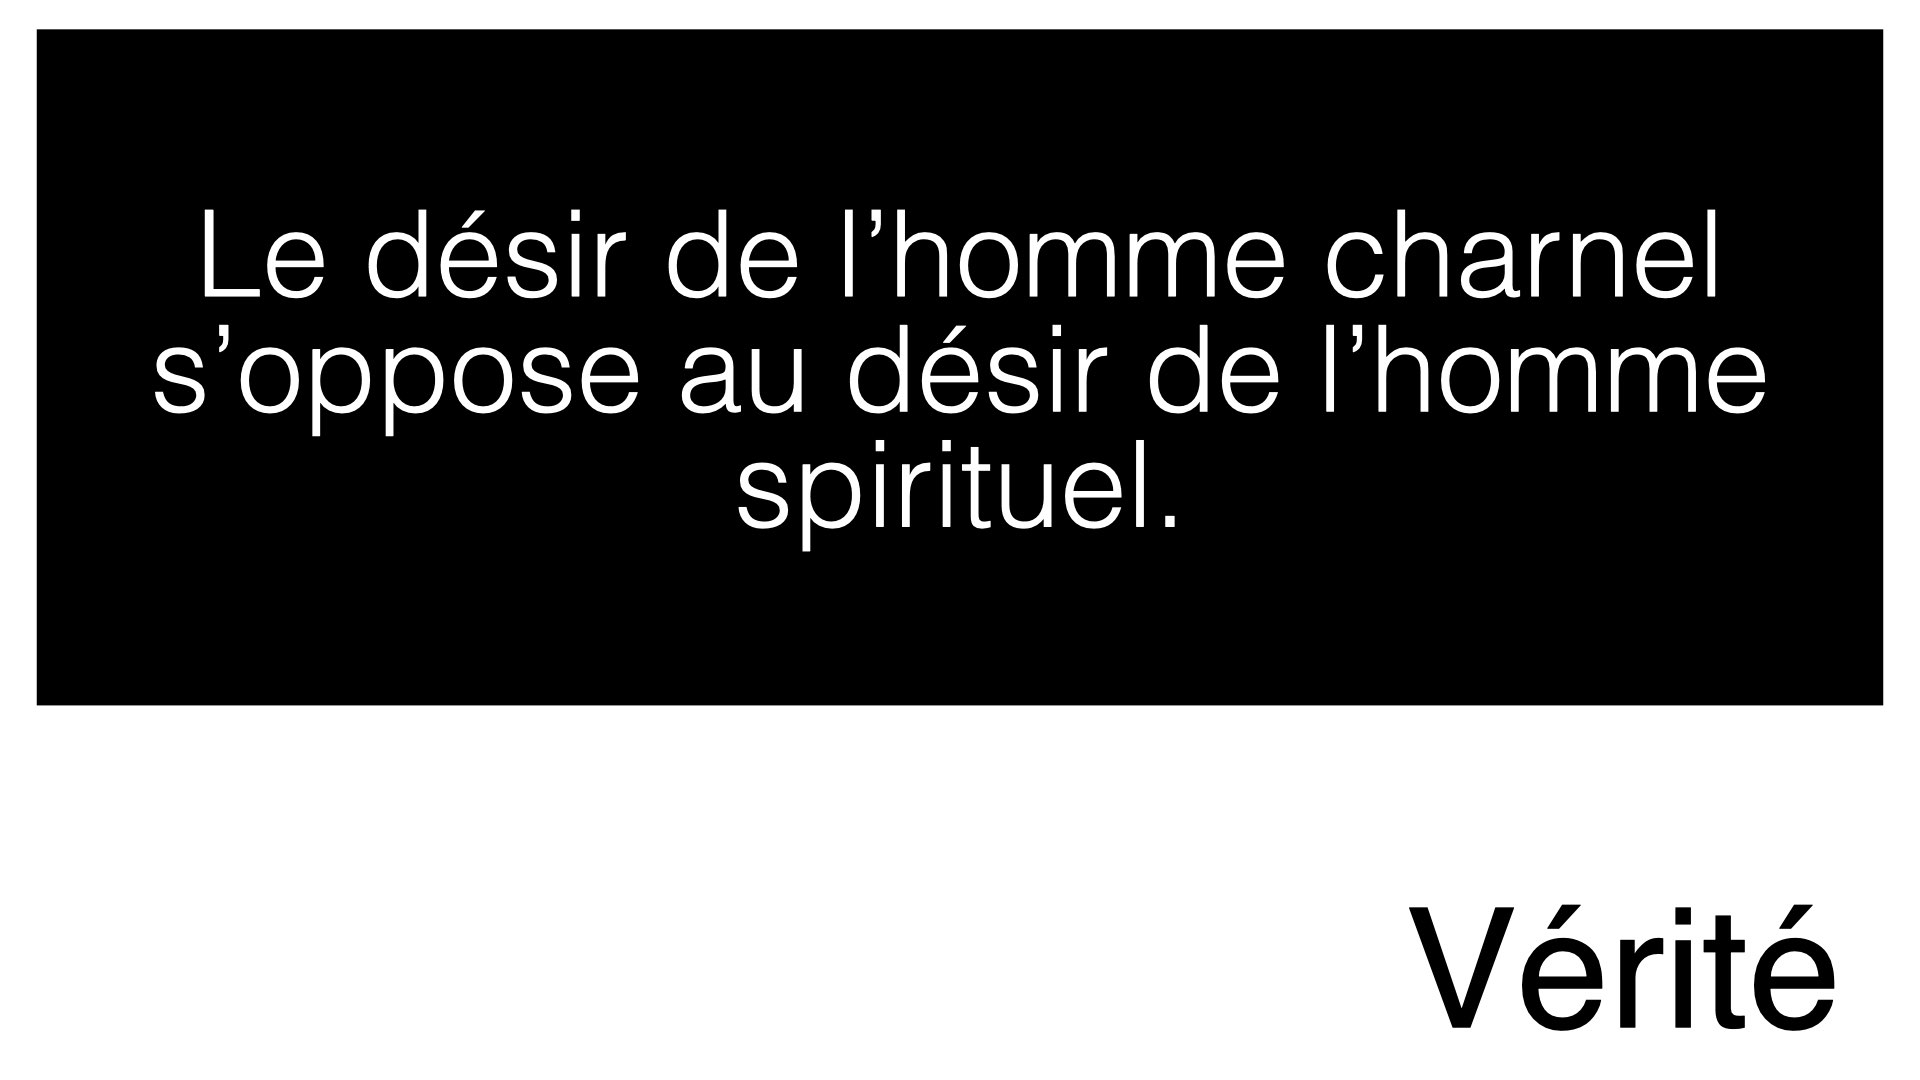 Le désir de l’homme charnel
s’oppose au désir de l’homme
spirituel.
Vérité